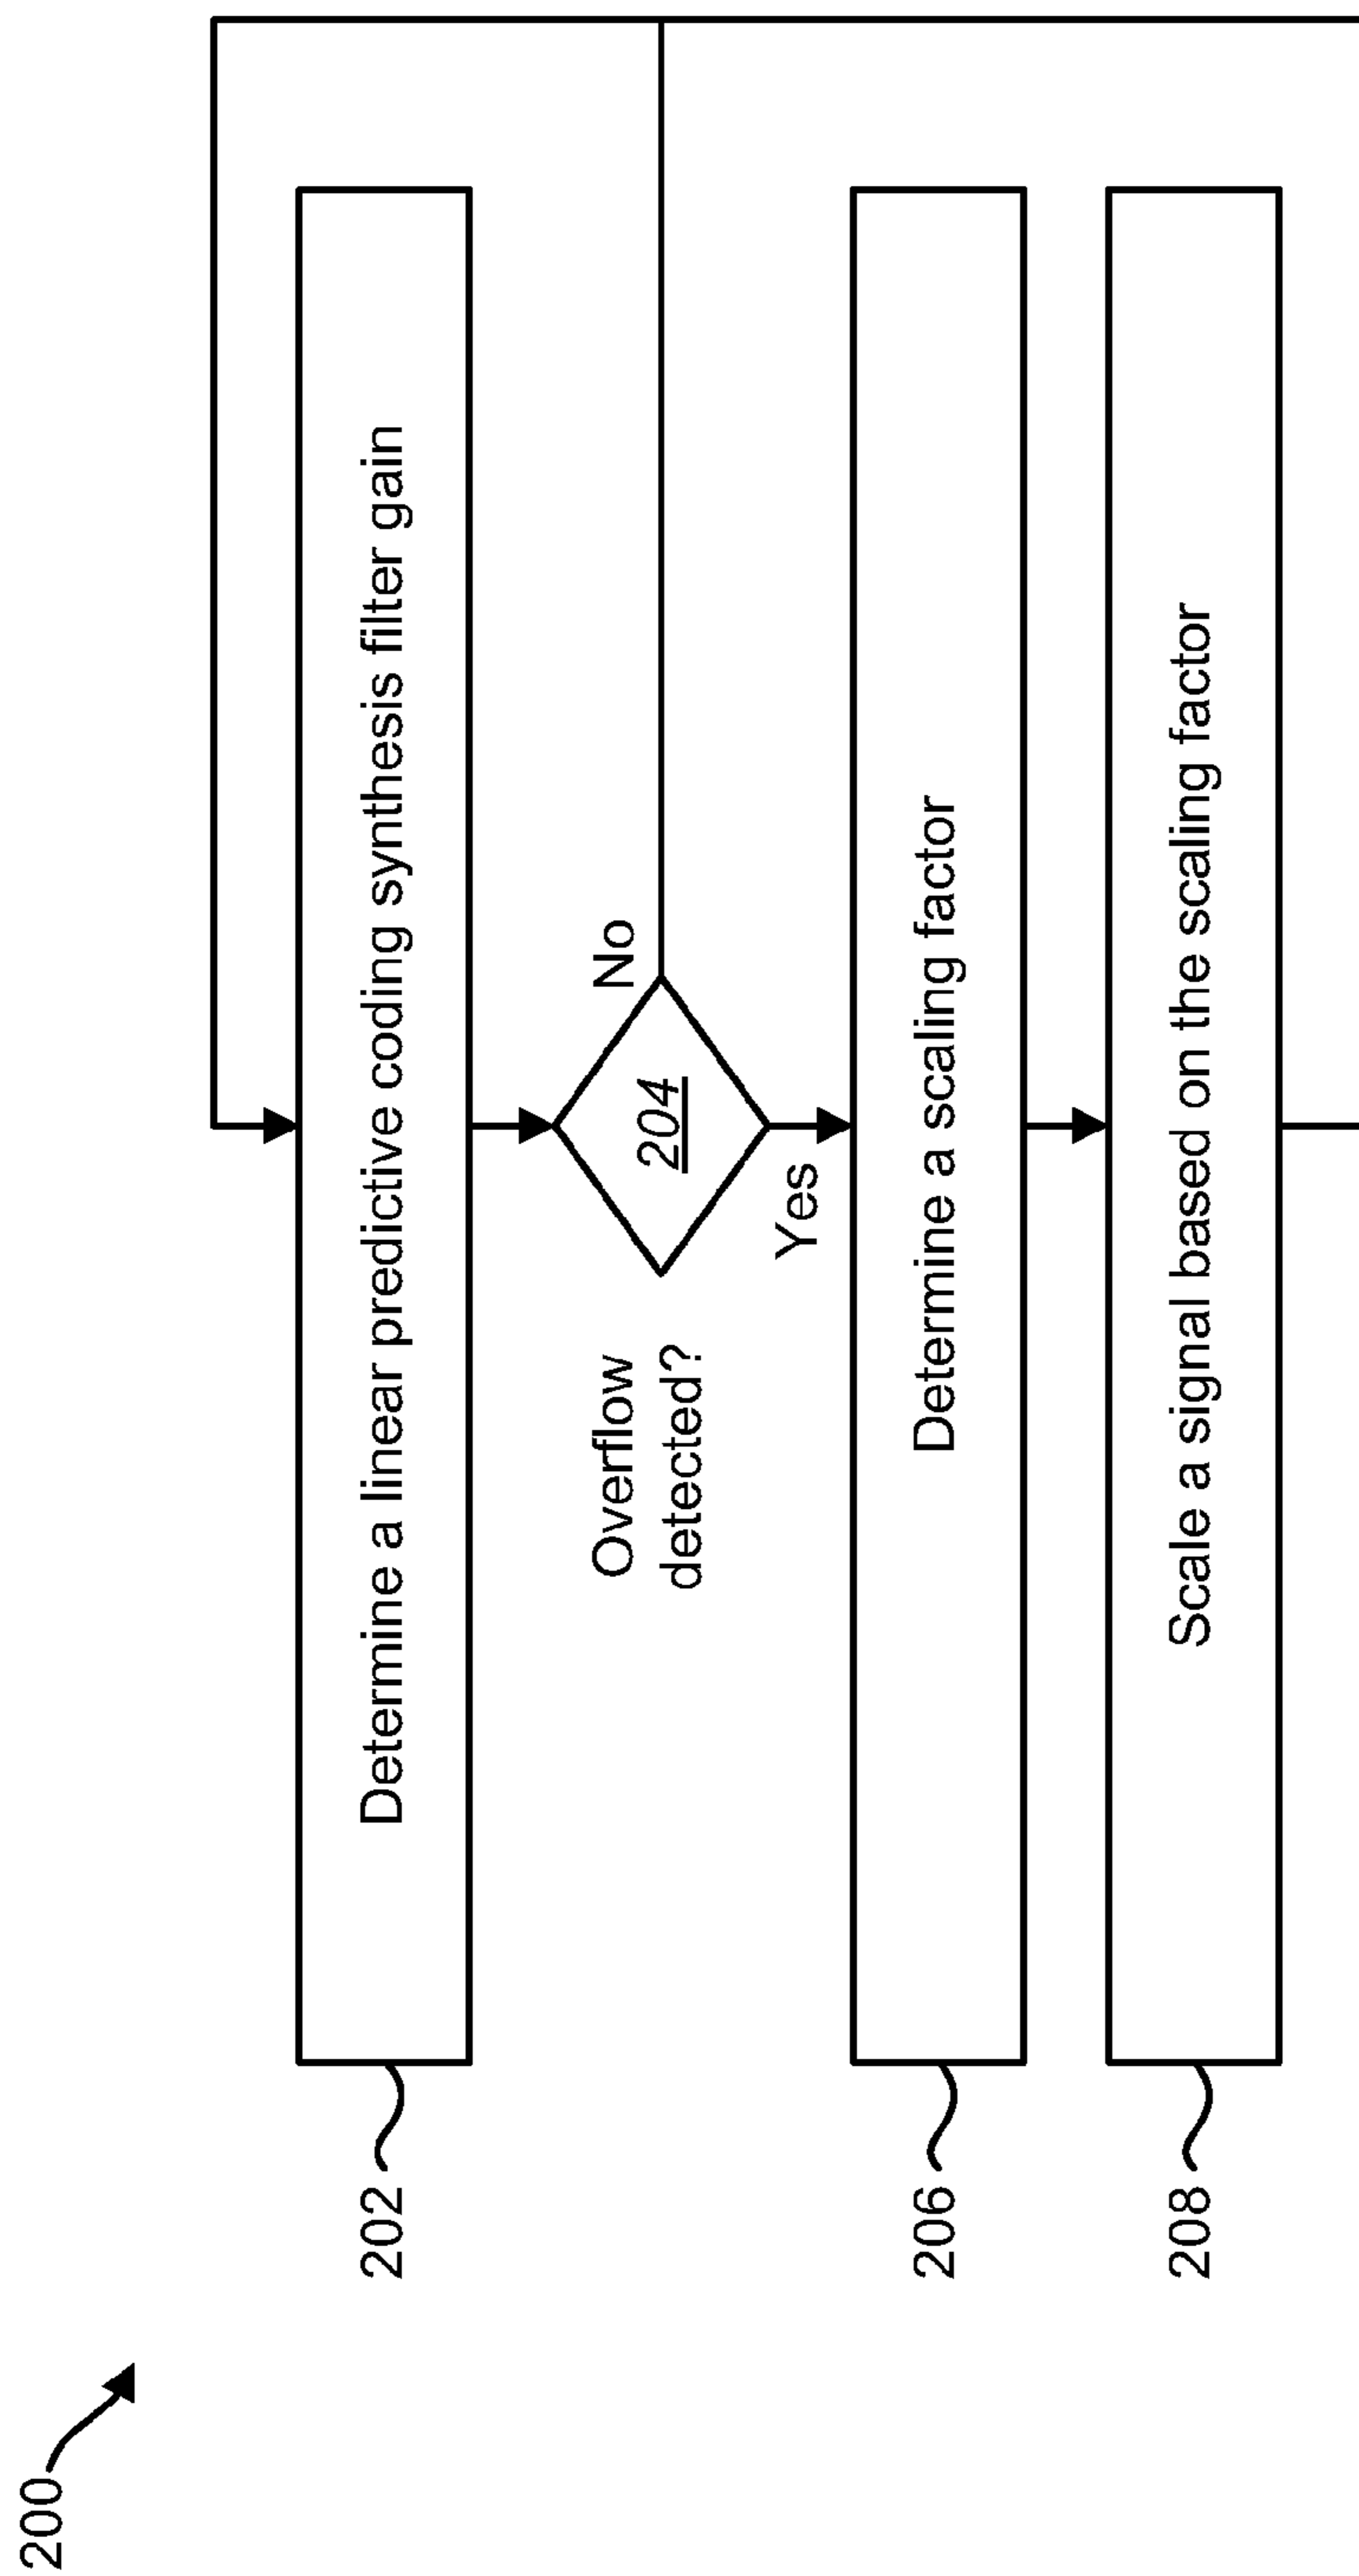 200
202
Determine a linear predictive coding synthesis filter gain
Overflow
detected?
204
No
Yes
206
Determine a scaling factor
208
Scale a signal based on the scaling factor